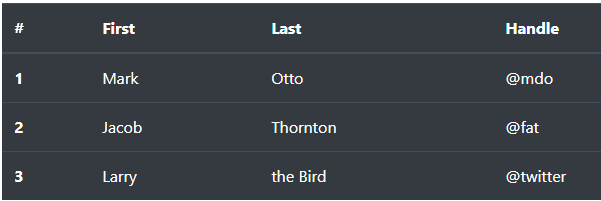 # First Last Handle
1 Mark Otto @mdo
2 Jacob Thornton @fat
3 Larry the Bird @twitter